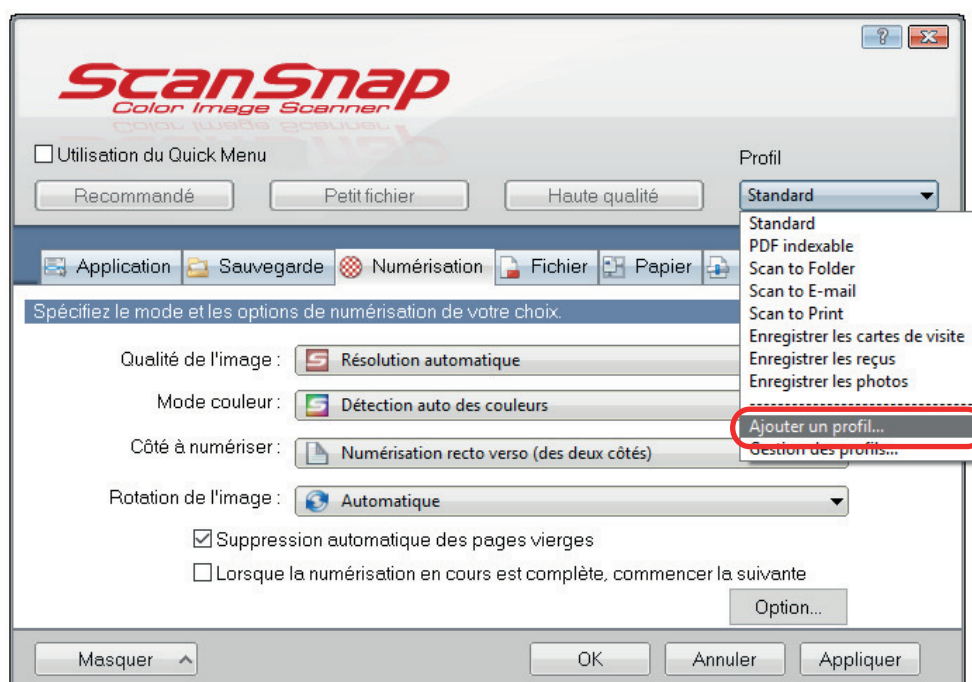 ScanSnap
Color Image Scanner
Utilisation du Quick Menu
Profil
Recommandé
Petit fichier
Haute qualité
Standard
Standard
PDF indexable
Scan to Folder
Scan to E-mail
Scan to Print
Enregistrer les cartes de visite
Enregistrer les reçus
Enregistrer les photos
Ajouter un profil...
Gestion des profils...
Application
Sauvegarde
Numérisation
Fichier
Papier
Spécifiez le mode et les options de numérisation de votre choix.
Qualité de l'image :
Résolution automatique
Mode couleur :
Détection auto des couleurs
Côté à numériser :
Numérisation recto verso (des deux côtés)
Rotation de l'image :
Automatique
Suppression automatique des pages vierges
Lorsque la numérisation en cours est complète, commencer la suivante
Option...
Masquer
OK
Annuler
Appliquer